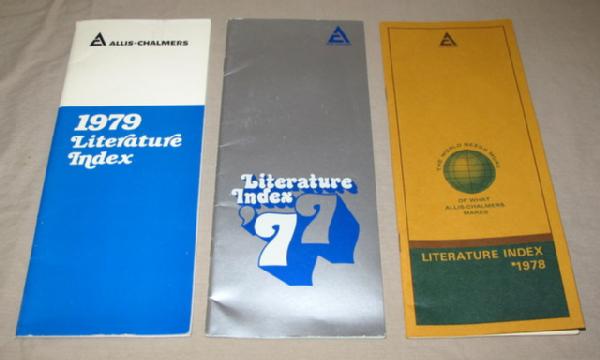 ALLIS-CHALMERS
1979
Literature
Index
Literature
Index
'77
THE WORLD NEEDS MORE
OF WHAT
ALLIS-CHALMERS
MAKES
LITERATURE INDEX
*1978